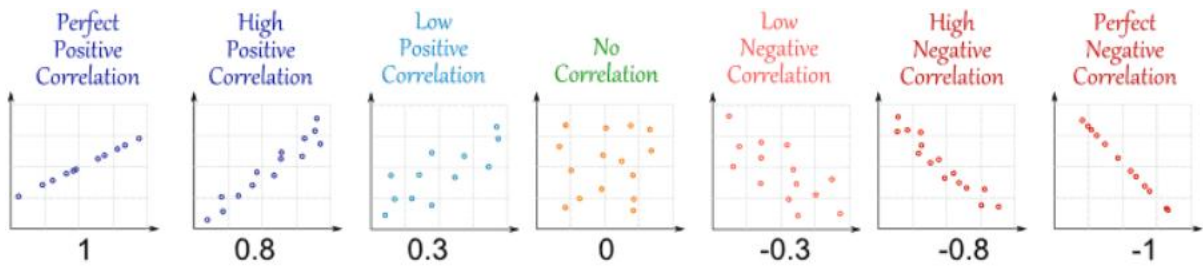 Perfect
Positive
Correlation
High
Positive
Correlation
Low
Positive
Correlation
No
Correlation
Low
Negative
Correlation
High
Negative
Correlation
Perfect
Negative
Correlation
1
0.8
0.3
0
-0.3
-0.8
-1